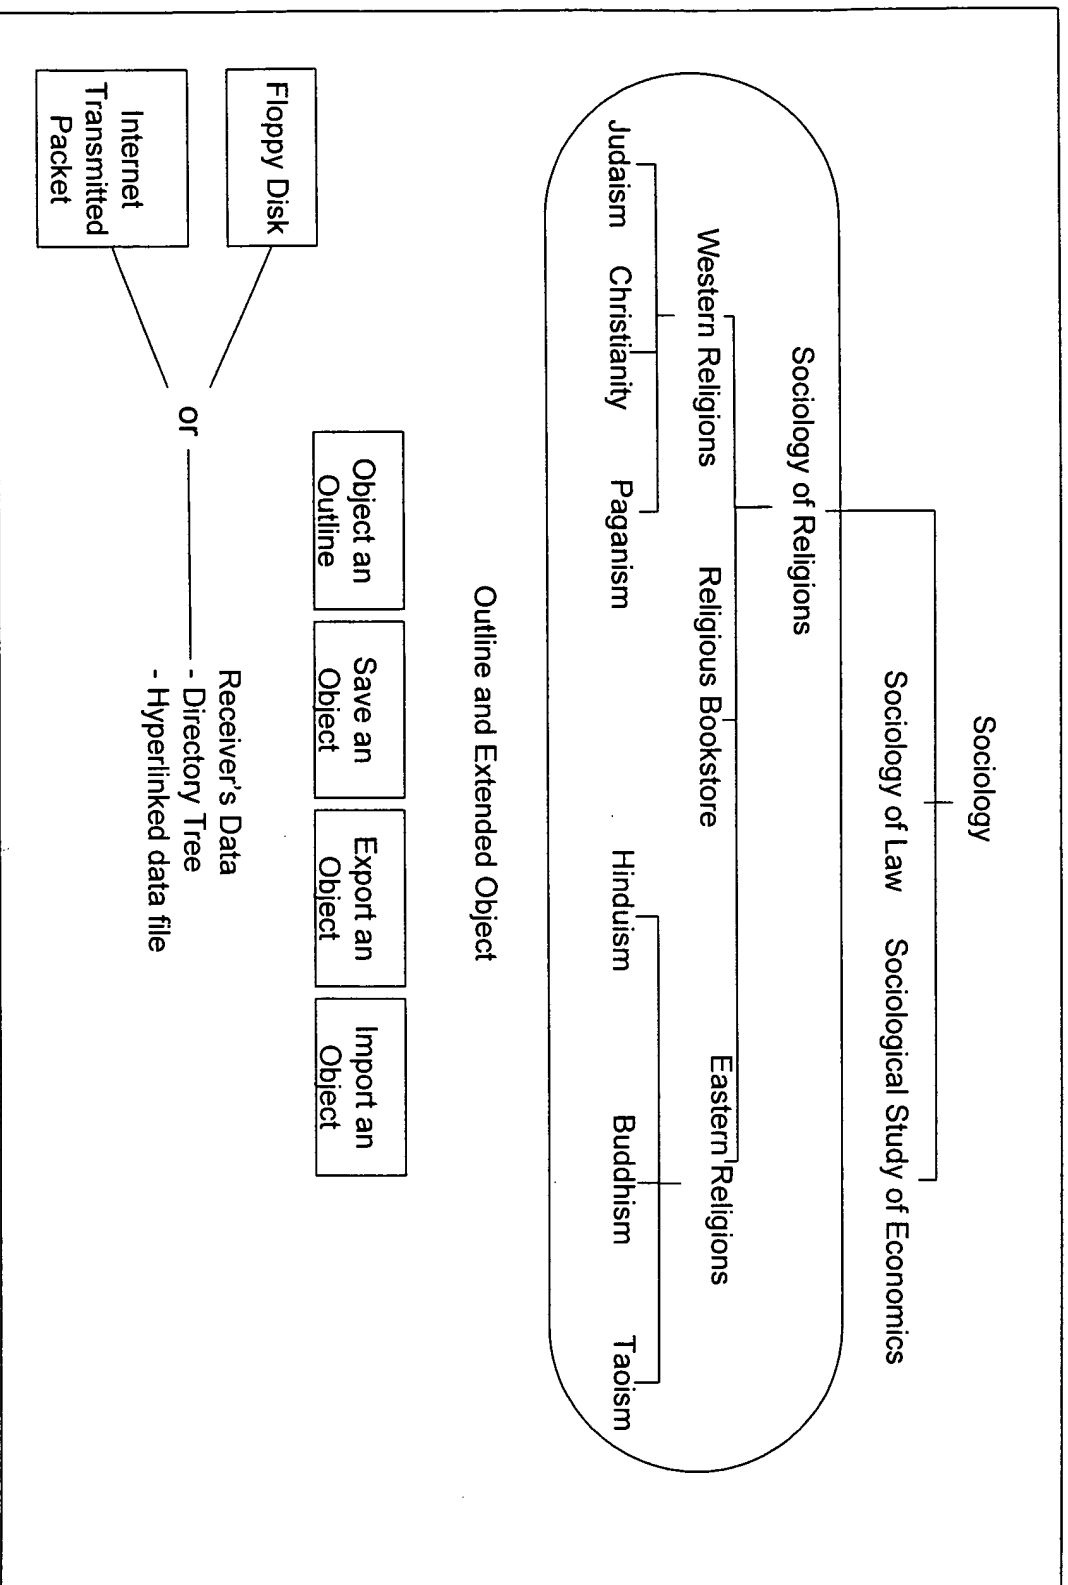 Sociology
Sociology of Law
Sociological Study of Economics
Sociology of Religions
Western Religions
Religious Bookstore
Eastern Religions
Judaism
Christianity
Paganism
Hinduism
Buddhism
Taoism
Outline and Extended Object
Object an
Outline
Save an
Object
Export an
Object
Import an
Object
Floppy Disk
Internet
Transmitted
Packet
or
Receiver's Data
- Directory Tree
- Hyperlinked data file